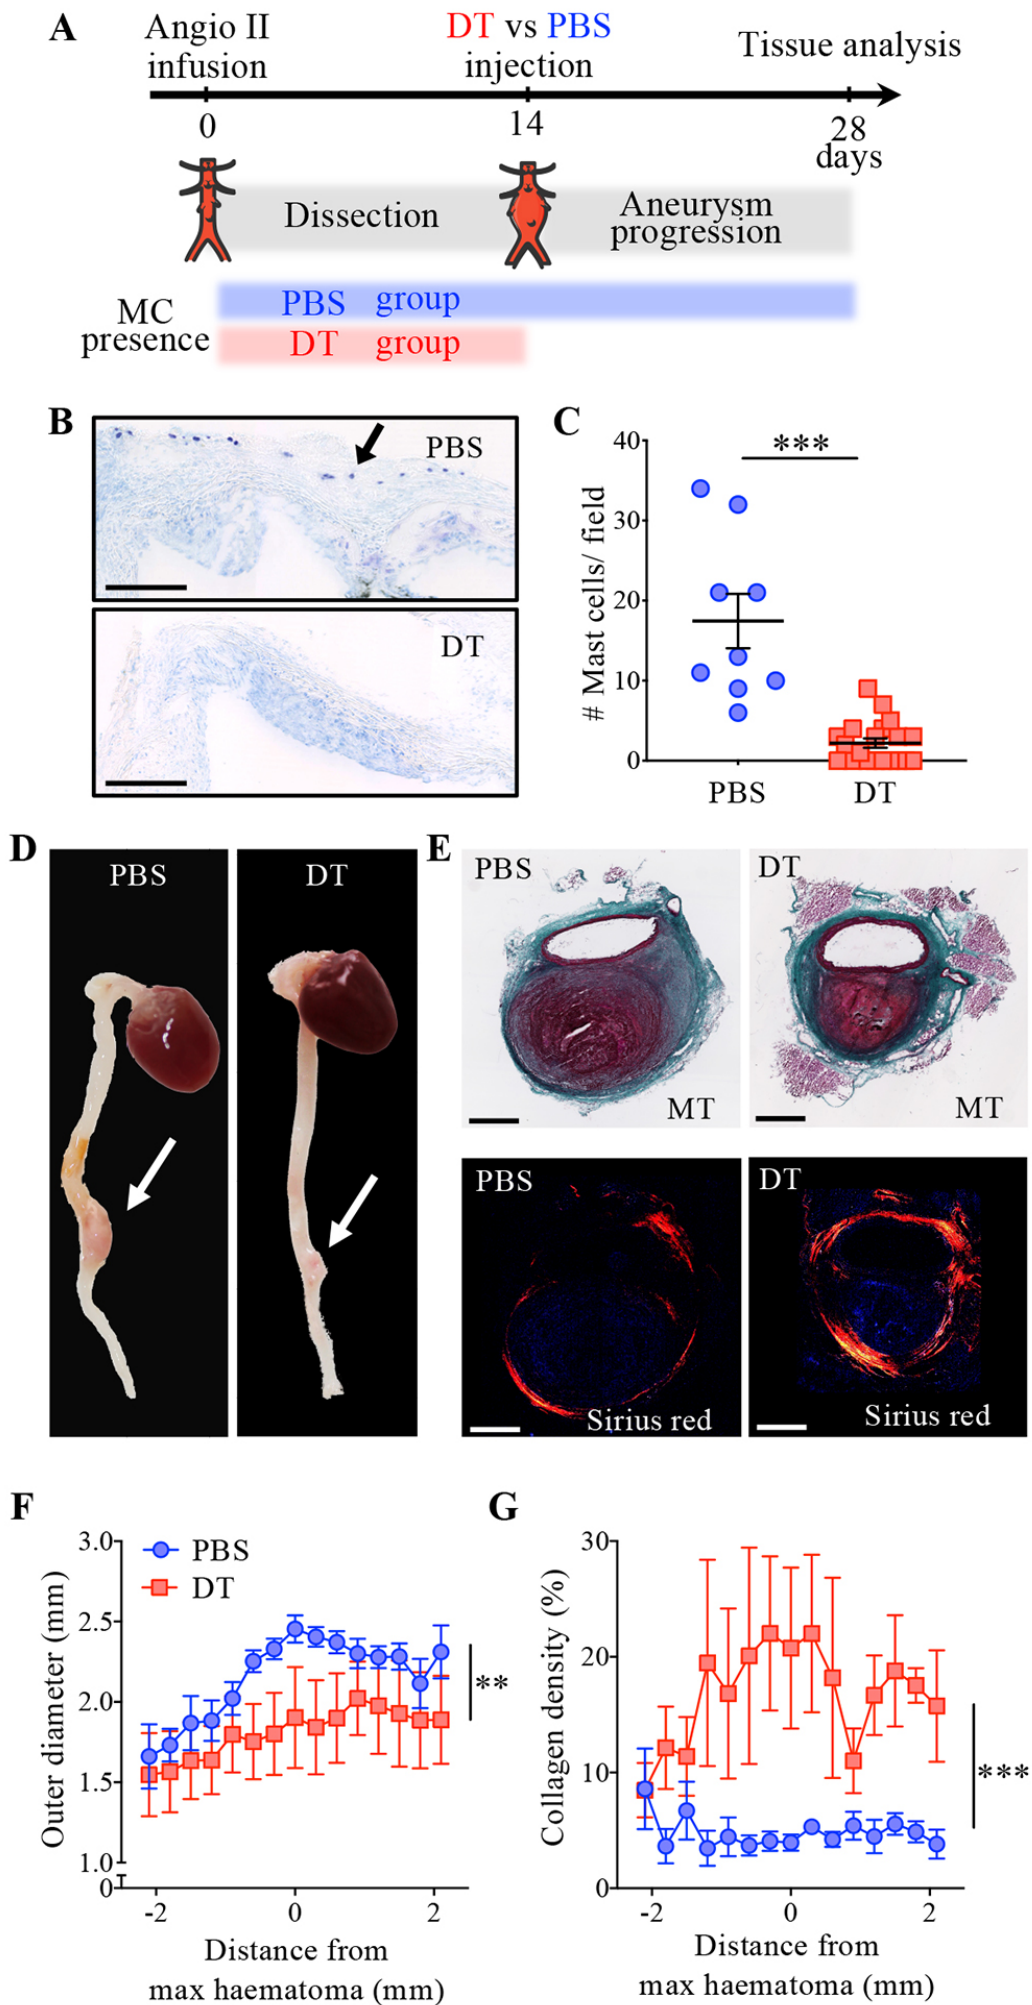 A
Angio II
infusion
DT vs PBS
injection
Tissue analysis
0
14
28
days
Dissection
Aneurysm
progression
MC
presence
PBS group
DT group
B
PBS
DT
C
# Mast cells/ field
40
30
20
10
0
***
PBS
DT
D
PBS
DT
E
PBS
MT
DT
MT
PBS
Sirius red
DT
Sirius red
F
Outer diameter (mm)
3.0
2.5
2.0
1.5
1.0
0
PBS
DT
**
-2
0
2
Distance from
max haematoma (mm)
G
Collagen density (%)
30
20
10
0
***
-2
0
2
Distance from
max haematoma (mm)